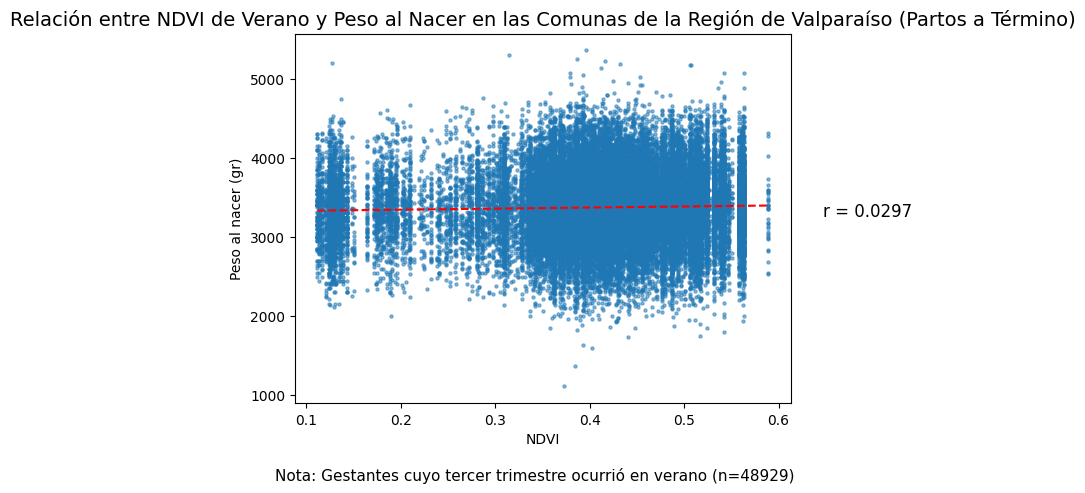 Relación entre NDVI de Verano y Peso al Nacer en las Comunas de la Región de Valparaíso (Partos a Término)
Peso al nacer (gr)
5000
4000
3000
2000
1000
r = 0.0297
0.1 0.2 0.3 0.4 0.5 0.6
NDVI
Nota: Gestantes cuyo tercer trimestre ocurrió en verano (n=48929)